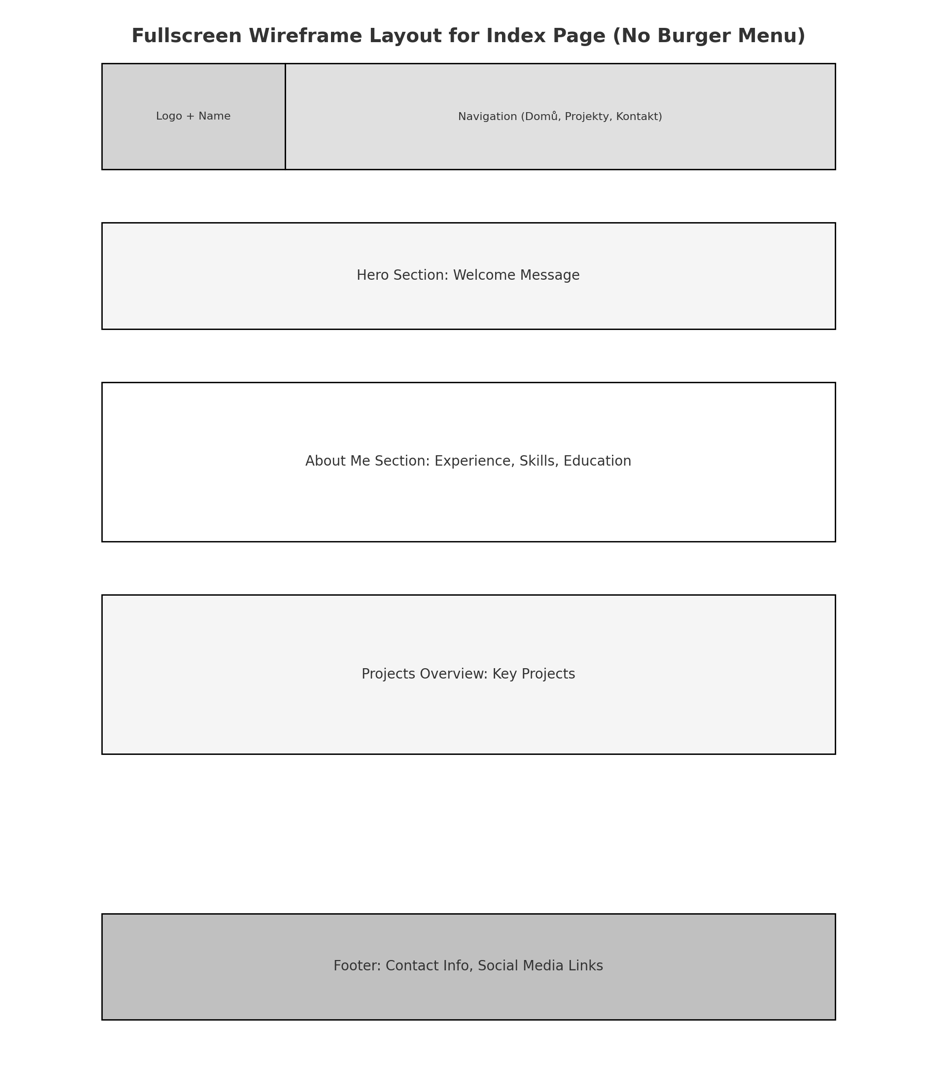 Fullscreen Wireframe Layout for Index Page (No Burger Menu)
Logo + Name
Navigation (Domů, Projekty, Kontakt)
Hero Section: Welcome Message
About Me Section: Experience, Skills, Education
Projects Overview: Key Projects
Footer: Contact Info, Social Media Links